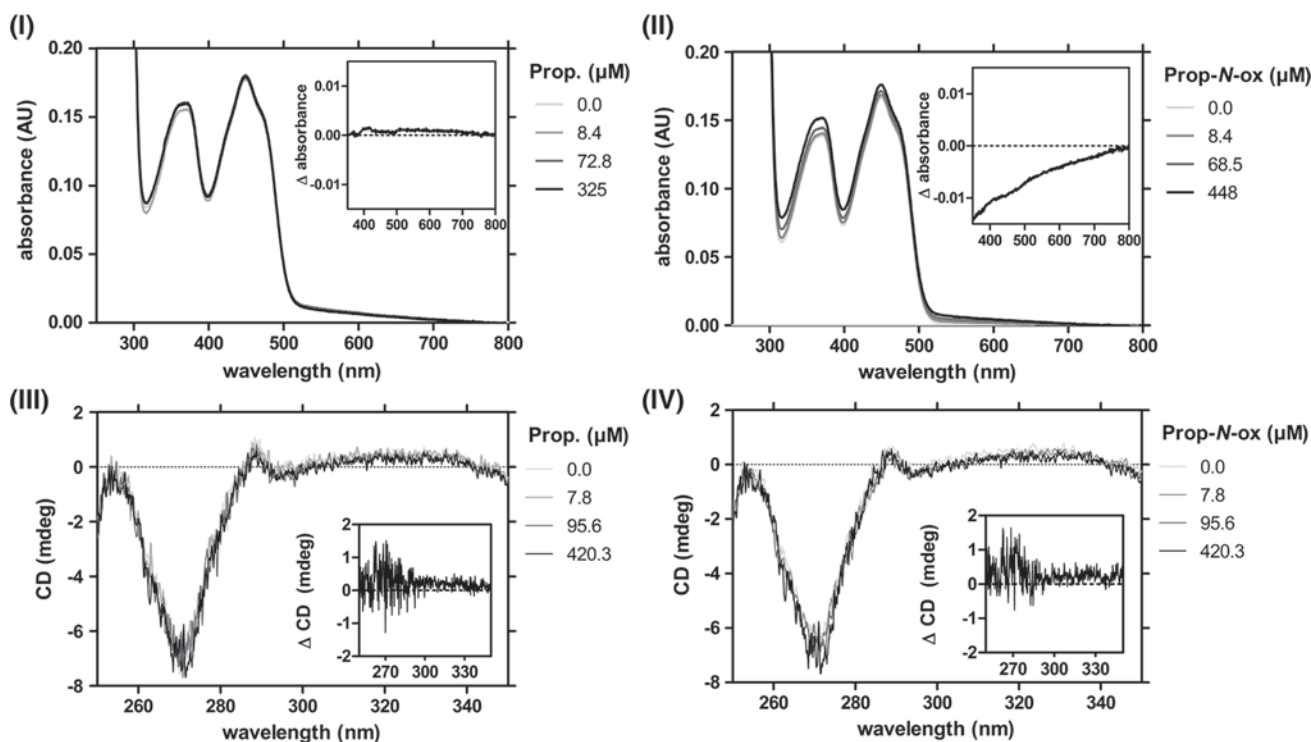 (I)
0.20
0.15
0.10
0.05
0.00
absorbance (AU)
300 400 500 600 700 800
wavelength (nm)
0.01
0.00
-0.01
Δ absorbance
400 500 600 700 800
Prop. (µM)
0.0
8.4
72.8
325
(II)
0.20
0.15
0.10
0.05
0.00
absorbance (AU)
300 400 500 600 700 800
wavelength (nm)
0.01
0.00
-0.01
Δ absorbance
400 500 600 700 800
Prop-N-ox (µM)
0.0
8.4
68.5
448
(III)
2
0
-2
-4
-6
-8
CD (mdeg)
260 280 300 320 340
wavelength (nm)
2
1
0
-1
-2
Δ CD (mdeg)
270 300 330
Prop. (µM)
0.0
7.8
95.6
420.3
(IV)
2
0
-2
-4
-6
-8
CD (mdeg)
260 280 300 320 340
wavelength (nm)
2
1
0
-1
-2
Δ CD (mdeg)
270 300 330
Prop-N-ox (µM)
0.0
7.8
95.6
420.3